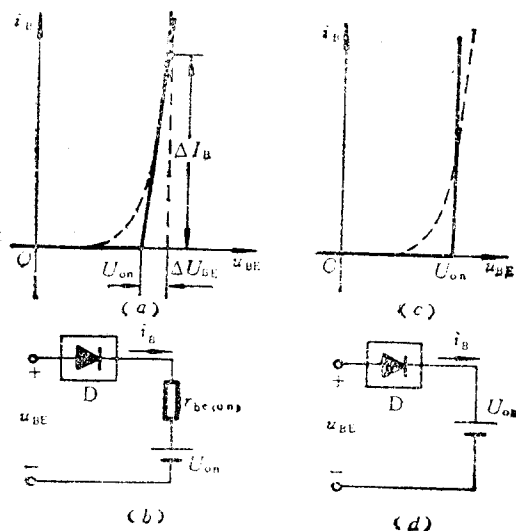 i_B
ΔI_B
O
U_on
ΔU_BE
u_BE
(a)
i_B
O
U_on
u_BE
(c)
i_B
+
D
r_be(on)
u_BE
U_on
−
(b)
i_B
+
D
U_on
u_BE
−
(d)